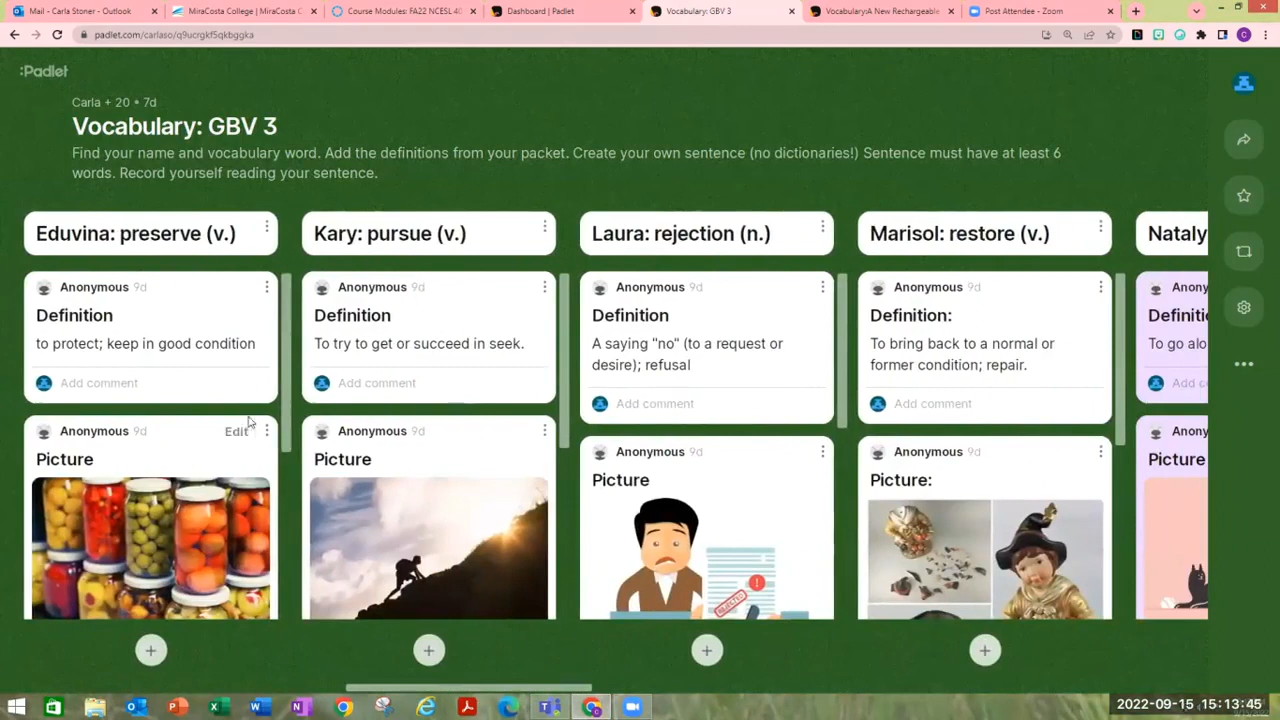 Mail - Carla Stoner - Outlook
MiraCosta College | MiraCosta C
Course Modules: FA22 NCESL 40
Dashboard | Padlet
Vocabulary: GBV 3
Vocabulary:A New Rechargeable
Post Attendee - Zoom
padlet.com/carlaso/q9ucrgkf5qkbggka
:Padlet
Carla + 20 • 7d
Vocabulary: GBV 3
Find your name and vocabulary word. Add the definitions from your packet. Create your own sentence (no dictionaries!) Sentence must have at least 6
words. Record yourself reading your sentence.
Eduvina: preserve (v.)
Anonymous 9d
Definition
to protect; keep in good condition
Add comment
Anonymous 9d
Edit
Picture
Kary: pursue (v.)
Anonymous 9d
Definition
To try to get or succeed in seek.
Add comment
Anonymous 9d
Picture
Laura: rejection (n.)
Anonymous 9d
Definition
A saying "no" (to a request or
desire); refusal
Add comment
Anonymous 9d
Picture
REJECTED
Marisol: restore (v.)
Anonymous 9d
Definition:
To bring back to a normal or
former condition; repair.
Add comment
Anonymous 9d
Picture:
Nataly
Anony
Definiti
To go alo
Add co
Anony
Picture
2022-09-15 15:13:45